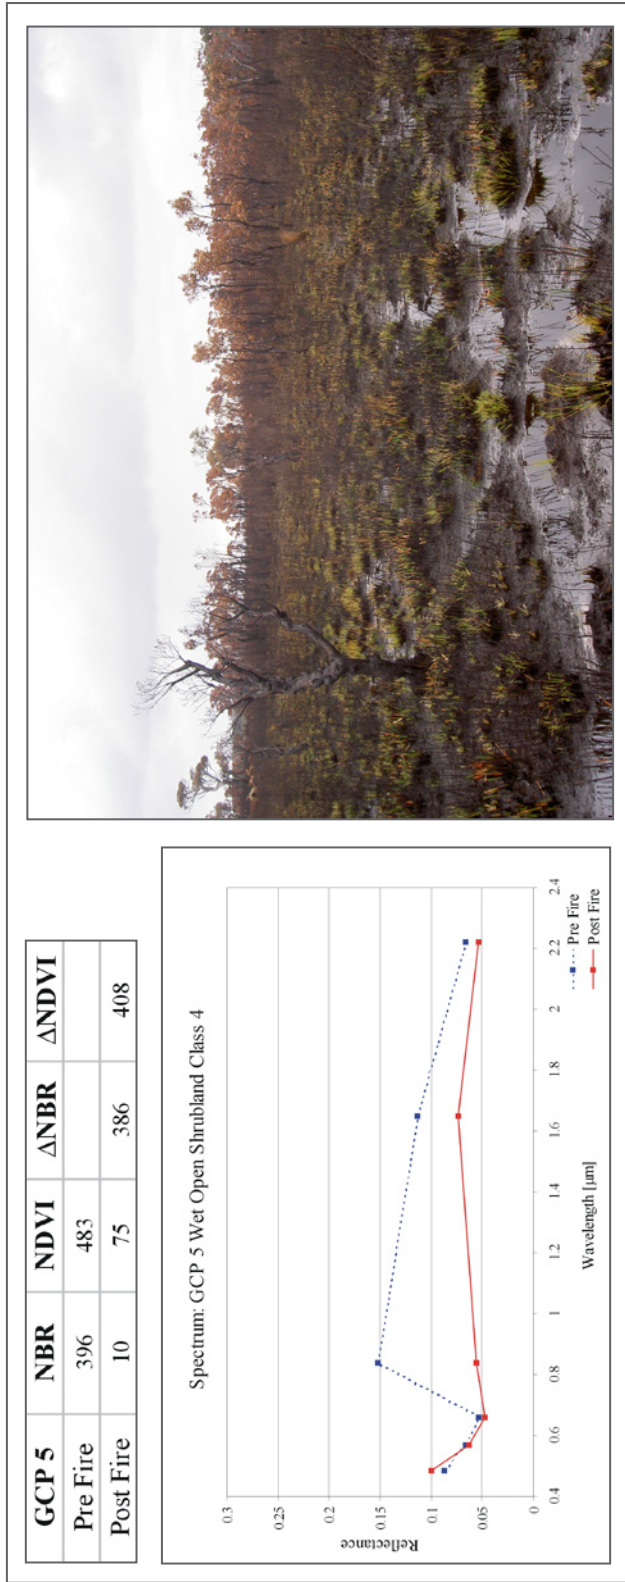 GCP 5 NBR NDVI ΔNBR ΔNDVI
Pre Fire 396 483
Post Fire 10 75 386 408
Spectrum: GCP 5 Wet Open Shrubland Class 4
Reflectance
0.3
0.25
0.2
0.15
0.1
0.05
0
0.4 0.6 0.8 1 1.2 1.4 1.6 1.8 2 2.2 2.4
Wavelength [µm]
Pre Fire
Post Fire